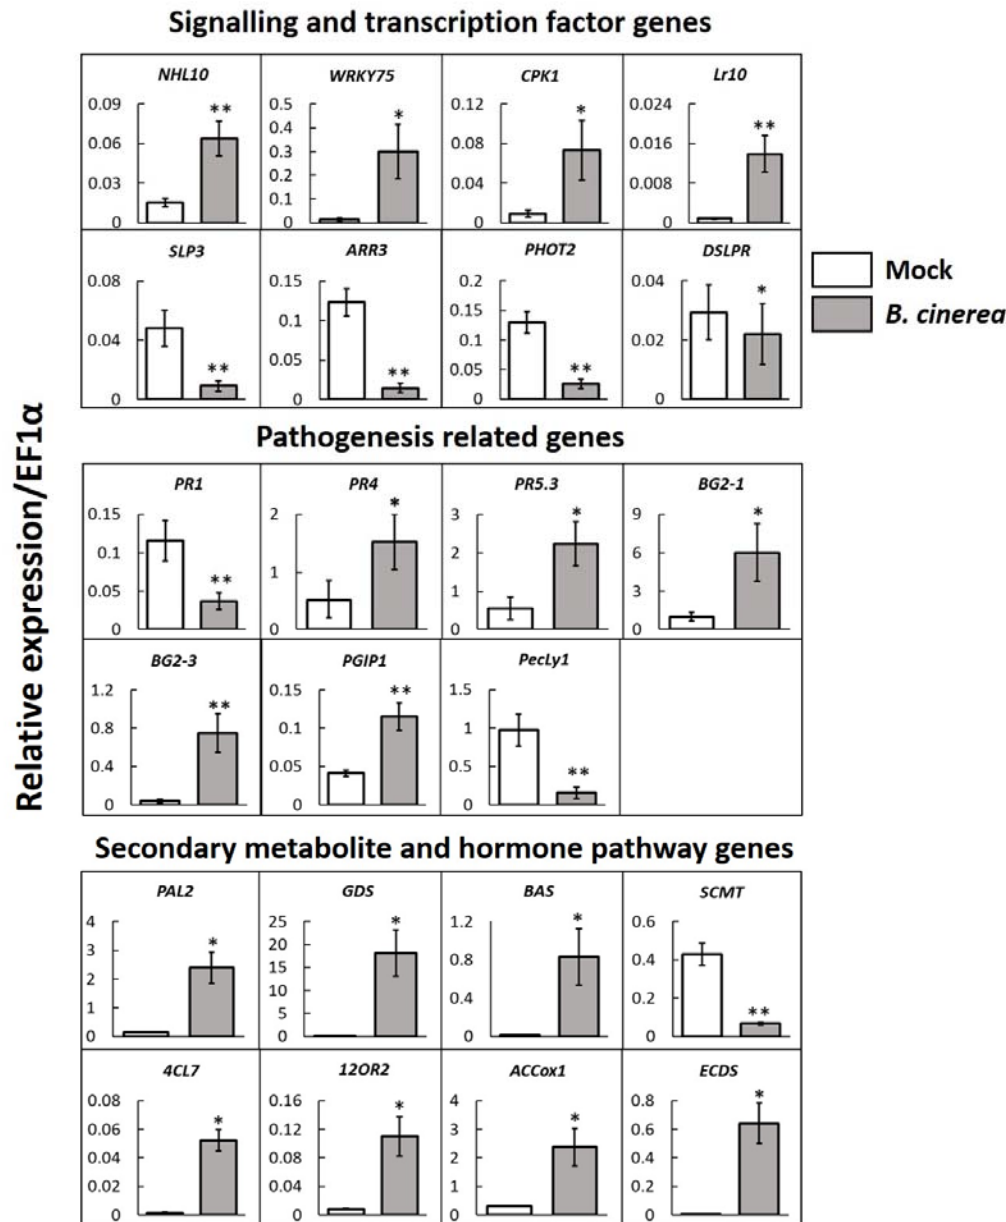 Signalling and transcription factor genes
NHL10 WRKY75 CPK1 Lr10
0.09 0.5 0.12 0.024
0.4
0.06 0.3 0.08 0.016
0.2
0.03 0.1 0.04 0.008
0 0 0 0
** * * **
SLP3 ARR3 PHOT2 DSLPR
0.08 0.15 0.2 0.04
0.15
0.1
0.04 0.1 0.02
0.05 0.05
0 0 0 0
** ** ** *
Mock
B. cinerea
Relative expression/EF1α
Pathogenesis related genes
PR1 PR4 PR5.3 BG2-1
0.15 2 3 9
0.1 2 6
1
0.05 1 3
0 0 0 0
** * * *
BG2-3 PGIP1 PecLy1
1.2 0.15 1.5
0.8 0.1 1
0.4 0.05 0.5
0 0 0
** ** **
Secondary metabolite and hormone pathway genes
PAL2 GDS BAS SCMT
4 25 1.2 0.6
20
3 0.8 0.4
15
2
10 0.4 0.2
1 5
0 0 0 0
* * * **
4CL7 12OR2 ACCox1 ECDS
0.08 0.16 4 0.8
0.06 0.12 3 0.6
0.04 0.08 2 0.4
0.02 0.04 1 0.2
0 0 0 0
* * * *